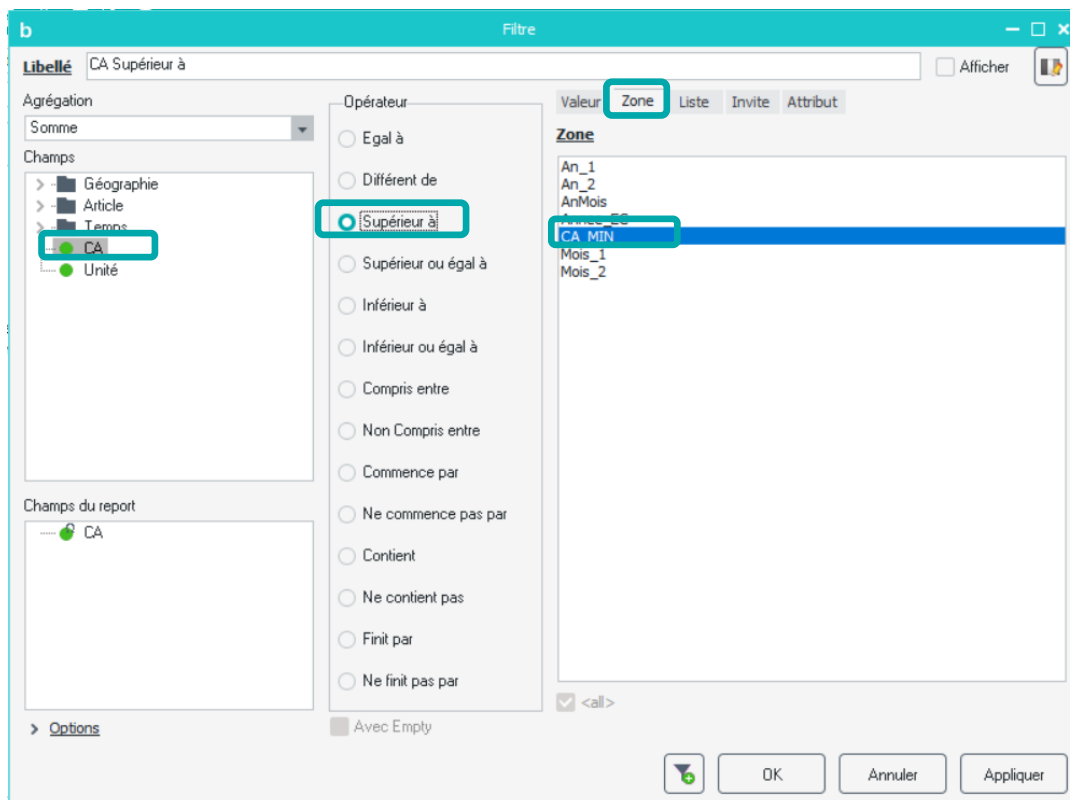 b
Filtre
Libellé
CA Supérieur à
Afficher
Agrégation
Somme
Champs
Géographie
Article
Temps
CA
Unité
Champs du report
CA
Options
Opérateur
Egal à
Différent de
Supérieur à
Supérieur ou égal à
Inférieur à
Inférieur ou égal à
Compris entre
Non Compris entre
Commence par
Ne commence pas par
Contient
Ne contient pas
Finit par
Ne finit pas par
Avec Empty
Valeur Zone Liste Invite Attribut
Zone
An_1
An_2
AnMois
CA_MIN
Mois_1
Mois_2
<all>
OK
Annuler
Appliquer